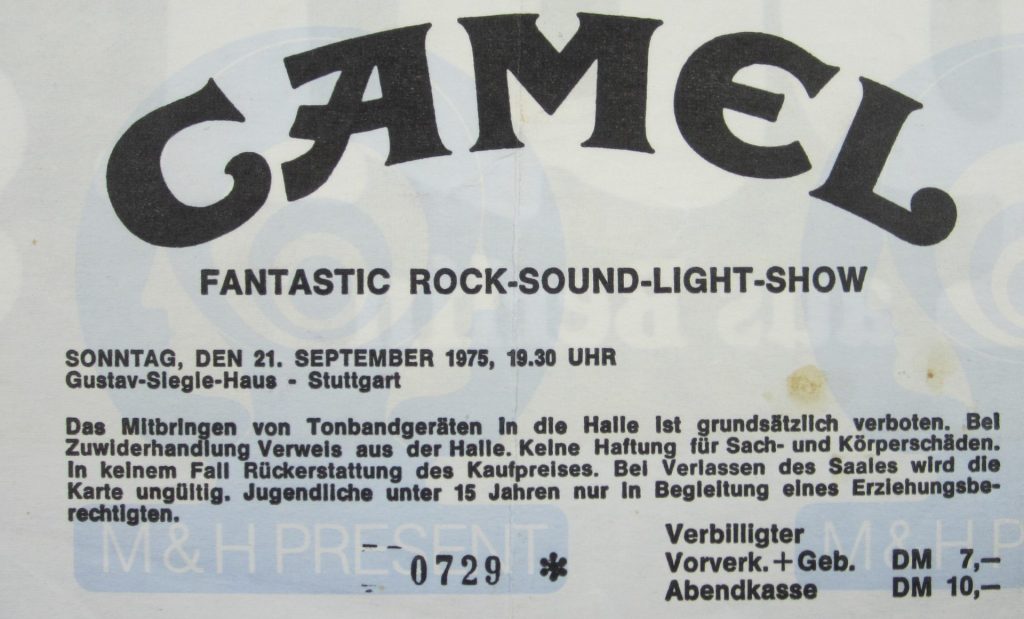 CAMEL
FANTASTIC ROCK-SOUND-LIGHT-SHOW
SONNTAG, DEN 21. SEPTEMBER 1975, 19.30 UHR
Gustav-Siegle-Haus - Stuttgart
Das Mitbringen von Tonbandgeräten in die Halle ist grundsätzlich verboten. Bei
Zuwiderhandlung Verweis aus der Halle. Keine Haftung für Sach- und Körperschäden.
In keinem Fall Rückerstattung des Kaufpreises. Bei Verlassen des Saales wird die
Karte ungültig. Jugendliche unter 15 Jahren nur in Begleitung eines Erziehungsbe-
rechtigten.
M & H PRESENT
0729 *
Verbilligter
Vorverk.+Geb. DM 7,—
Abendkasse DM 10,—